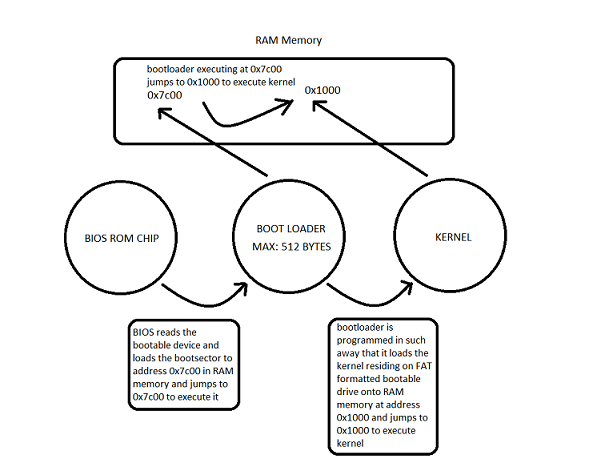 RAM Memory
bootloader executing at 0x7c00
jumps to 0x1000 to execute kernel
0x7c00
0x1000
BIOS ROM CHIP
BOOT LOADER
MAX: 512 BYTES
KERNEL
BIOS reads the
bootable device and
loads the bootsector to
address 0x7c00 in RAM
memory and jumps to
0x7c00 to execute it
bootloader is
programmed in such
away that it loads the
kernel residing on FAT
formatted bootable
drive onto RAM
memory at address
0x1000 and jumps to
0x1000 to execute
kernel